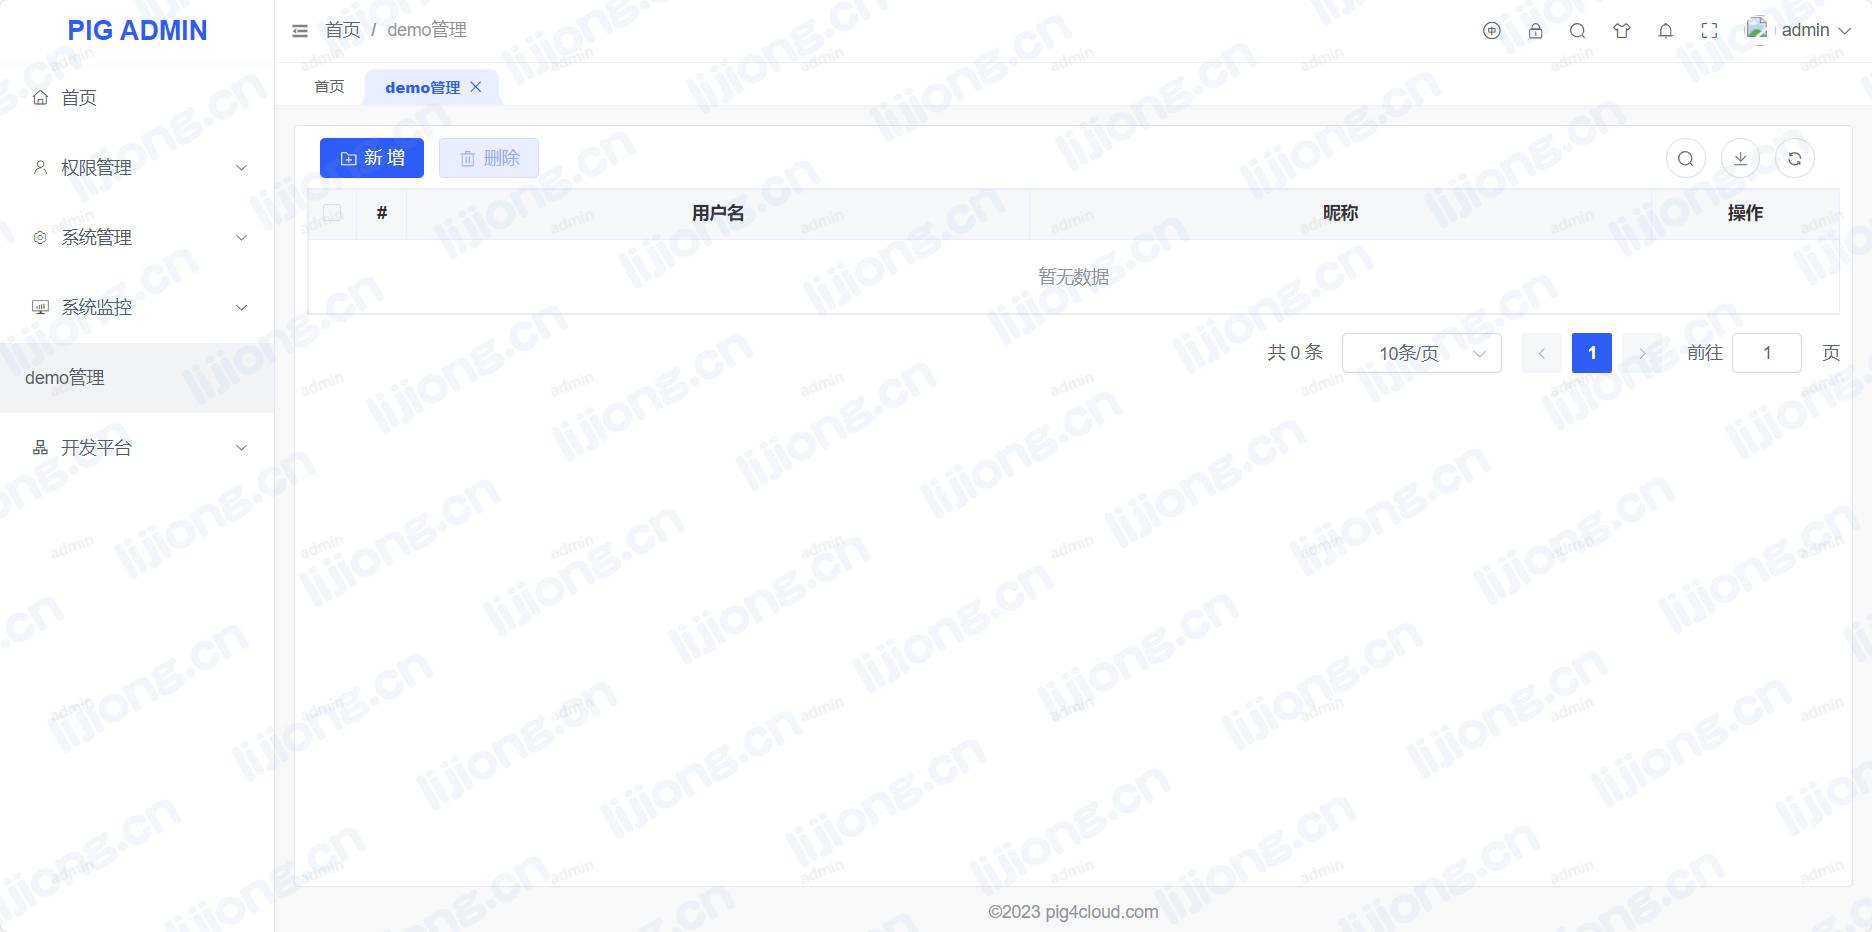 PIG ADMIN
首页 / demo管理
admin
首页
demo管理
首页
权限管理
系统管理
系统监控
demo管理
开发平台
新 增
删除
# 用户名 昵称 操作
暂无数据
共 0 条 10条/页 1 前往 1 页
©2023 pig4cloud.com
lijiong.cn
admin